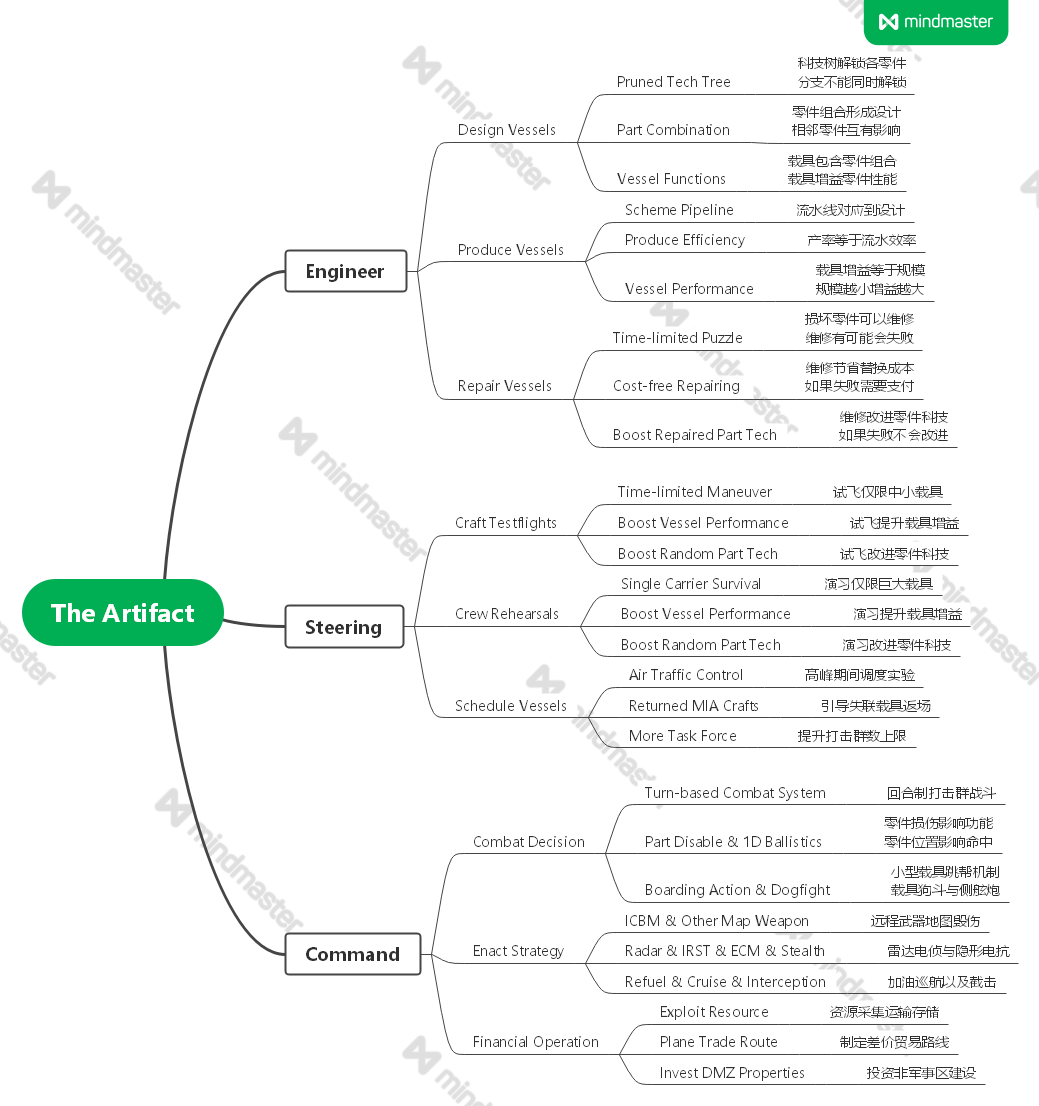 mindmaster
The Artifact
Engineer
Design Vessels
Pruned Tech Tree
科技树解锁各零件
分支不能同时解锁
Part Combination
零件组合形成设计
相邻零件互有影响
Vessel Functions
载具包含零件组合
载具增益零件性能
Produce Vessels
Scheme Pipeline
流水线对应到设计
Produce Efficiency
产率等于流水效率
Vessel Performance
载具增益等于规模
规模越小增益越大
Repair Vessels
Time-limited Puzzle
损坏零件可以维修
维修有可能会失败
Cost-free Repairing
维修节省替换成本
如果失败需要支付
Boost Repaired Part Tech
维修改进零件科技
如果失败不会改进
Steering
Craft Testflights
Time-limited Maneuver
试飞仅限中小载具
Boost Vessel Performance
试飞提升载具增益
Boost Random Part Tech
试飞改进零件科技
Crew Rehearsals
Single Carrier Survival
演习仅限巨大载具
Boost Vessel Performance
演习提升载具增益
Boost Random Part Tech
演习改进零件科技
Schedule Vessels
Air Traffic Control
高峰期间调度实验
Returned MIA Crafts
引导失联载具返场
More Task Force
提升打击群数上限
Command
Combat Decision
Turn-based Combat System
回合制打击群战斗
Part Disable & 1D Ballistics
零件损伤影响功能
零件位置影响命中
Boarding Action & Dogfight
小型载具跳帮机制
载具狗斗与侧舷炮
Enact Strategy
ICBM & Other Map Weapon
远程武器地图毁伤
Radar & IRST & ECM & Stealth
雷达电侦与隐形电抗
Refuel & Cruise & Interception
加油巡航以及截击
Financial Operation
Exploit Resource
资源采集运输存储
Plane Trade Route
制定差价贸易路线
Invest DMZ Properties
投资非军事区建设